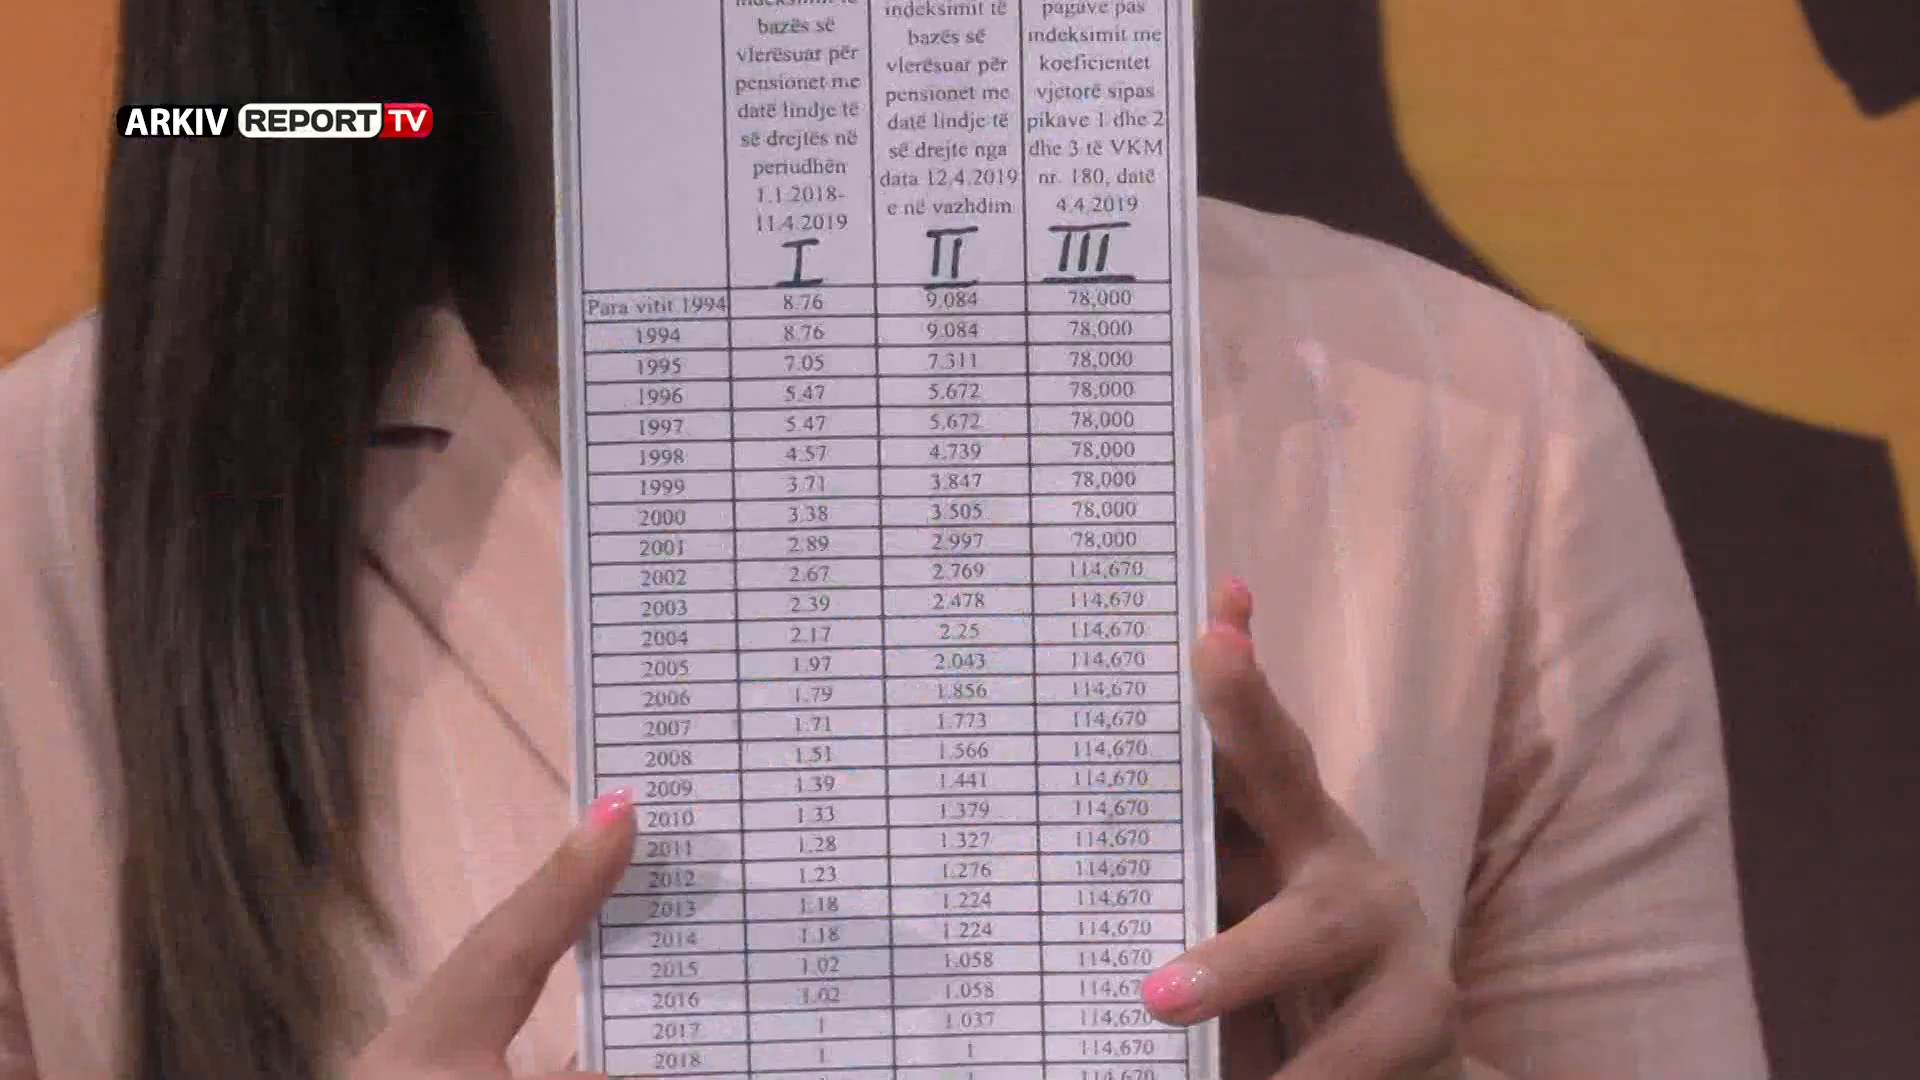 ARKIV REPORT TV
indeksimit të
bazës së
vlerësuar për
pensionet me
datë lindje të
së drejtës në
periudhën
1.1.2018-
11.4.2019
I
indeksimit të
bazës së
vlerësuar për
pensionet me
datë lindje të
së drejte nga
data 12.4.2019
e në vazhdim
II
pagave pas
indeksimit me
koeficientet
vjetorë sipas
pikave 1 dhe 2
dhe 3 të VKM
nr. 180, datë
4.4.2019
III
Para vitit 1994 8.76 9.084 78,000
1994 8.76 9.084 78,000
1995 7.05 7.311 78,000
1996 5.47 5.672 78,000
1997 5.47 5.672 78,000
1998 4.57 4.739 78,000
1999 3.71 3.847 78,000
2000 3.38 3.505 78,000
2001 2.89 2.997 78,000
2002 2.67 2.769 114,670
2003 2.39 2.478 114,670
2004 2.17 2.25 114,670
2005 1.97 2.043 114,670
2006 1.79 1.856 114,670
2007 1.71 1.773 114,670
2008 1.51 1.566 114,670
2009 1.39 1.441 114,670
2010 1.33 1.379 114,670
2011 1.28 1.327 114,670
2012 1.23 1.276 114,670
2013 1.18 1.224 114,670
2014 1.18 1.224 114,670
2015 1.02 1.058 114,670
2016 1.02 1.058 114,67
2017 1 1.037 114,670
2018 1 1 114,670
1 1 114,670